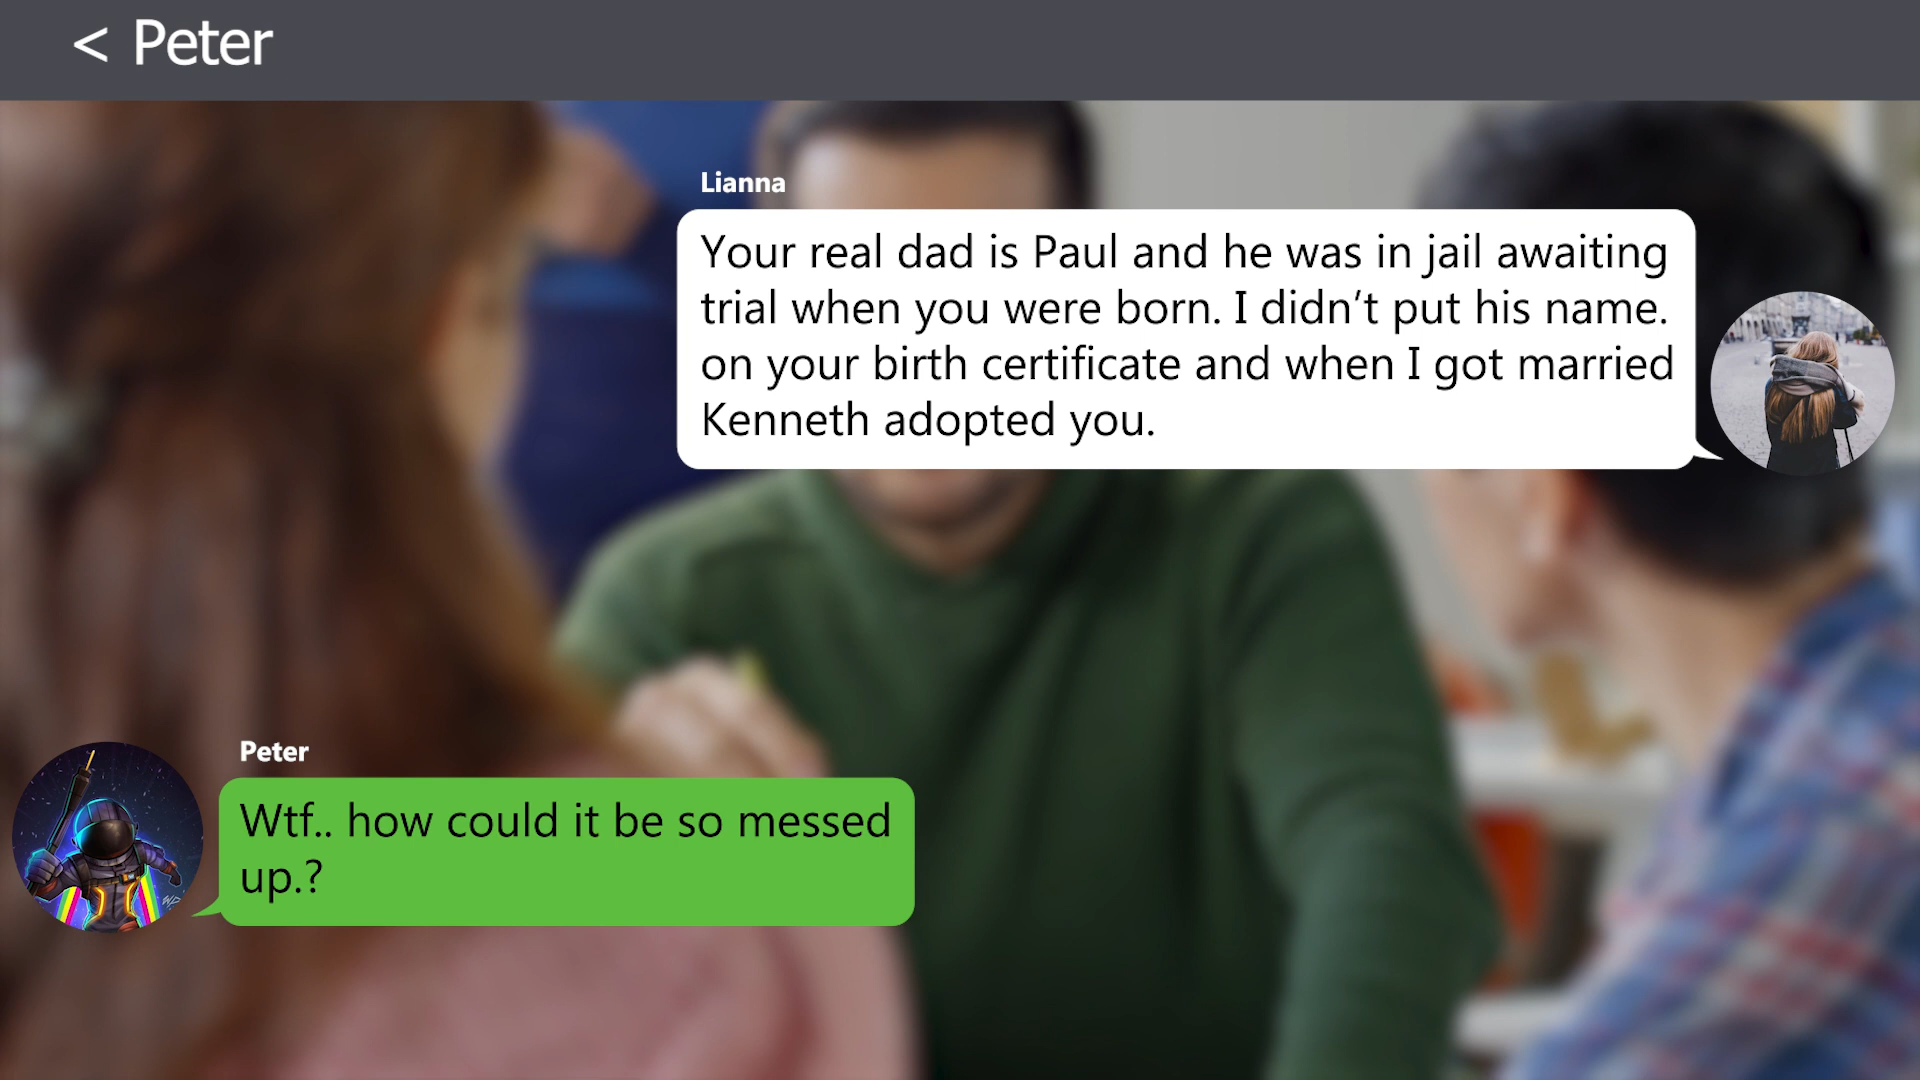 < Peter
Lianna
Your real dad is Paul and he was in jail awaiting
trial when you were born. I didn’t put his name.
on your birth certificate and when I got married
Kenneth adopted you.
Peter
Wtf.. how could it be so messed
up.?